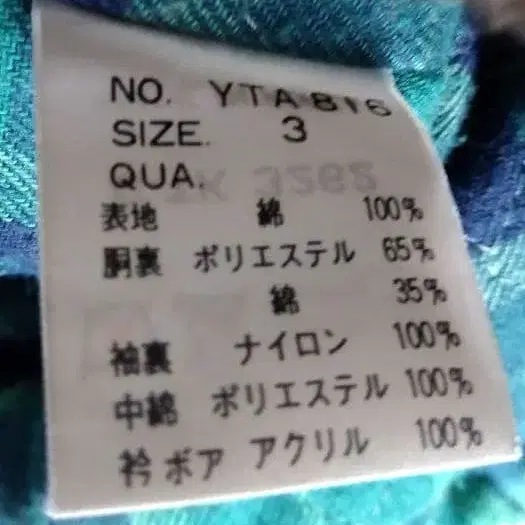 NO. YTA816
SIZE. 3
QUA.
表地 綿 100%
胴裏 ポリエステル 65%
綿 35%
袖裏 ナイロン 100%
中綿 ポリエステル 100%
衿ボア アクリル 100%